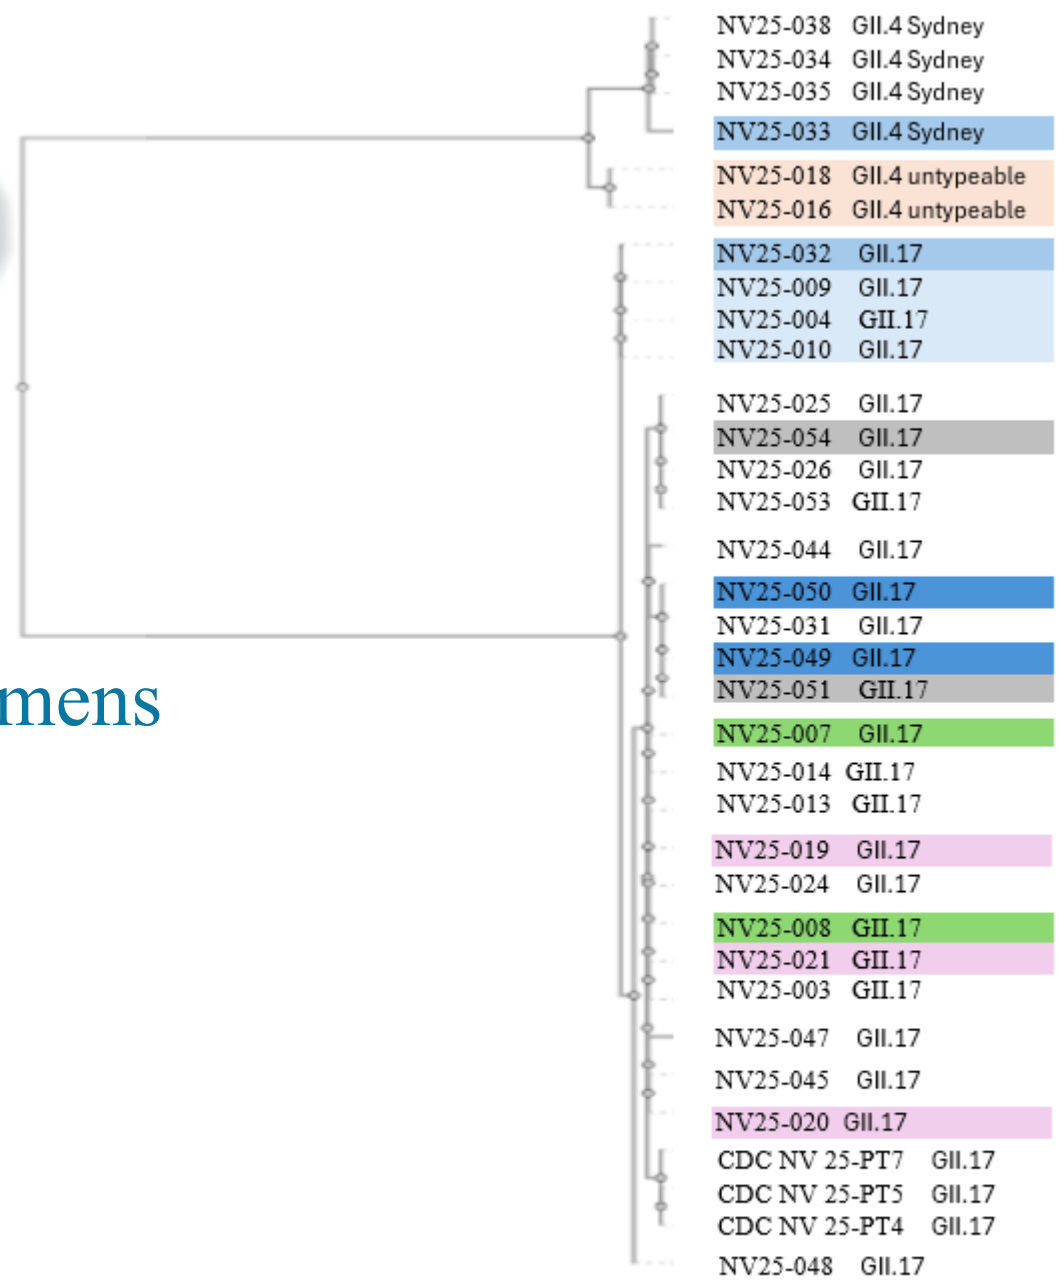 NV25-038 GII.4 Sydney
NV25-034 GII.4 Sydney
NV25-035 GII.4 Sydney
NV25-033 GII.4 Sydney
NV25-018 GII.4 untypeable
NV25-016 GII.4 untypeable
NV25-032 GII.17
NV25-009 GII.17
NV25-004 GII.17
NV25-010 GII.17
NV25-025 GII.17
NV25-054 GII.17
NV25-026 GII.17
NV25-053 GII.17
NV25-044 GII.17
NV25-050 GII.17
NV25-031 GII.17
NV25-049 GII.17
NV25-051 GII.17
mens
NV25-007 GII.17
NV25-014 GII.17
NV25-013 GII.17
NV25-019 GII.17
NV25-024 GII.17
NV25-008 GII.17
NV25-021 GII.17
NV25-003 GII.17
NV25-047 GII.17
NV25-045 GII.17
NV25-020 GII.17
CDC NV 25-PT7 GII.17
CDC NV 25-PT5 GII.17
CDC NV 25-PT4 GII.17
NV25-048 GII.17